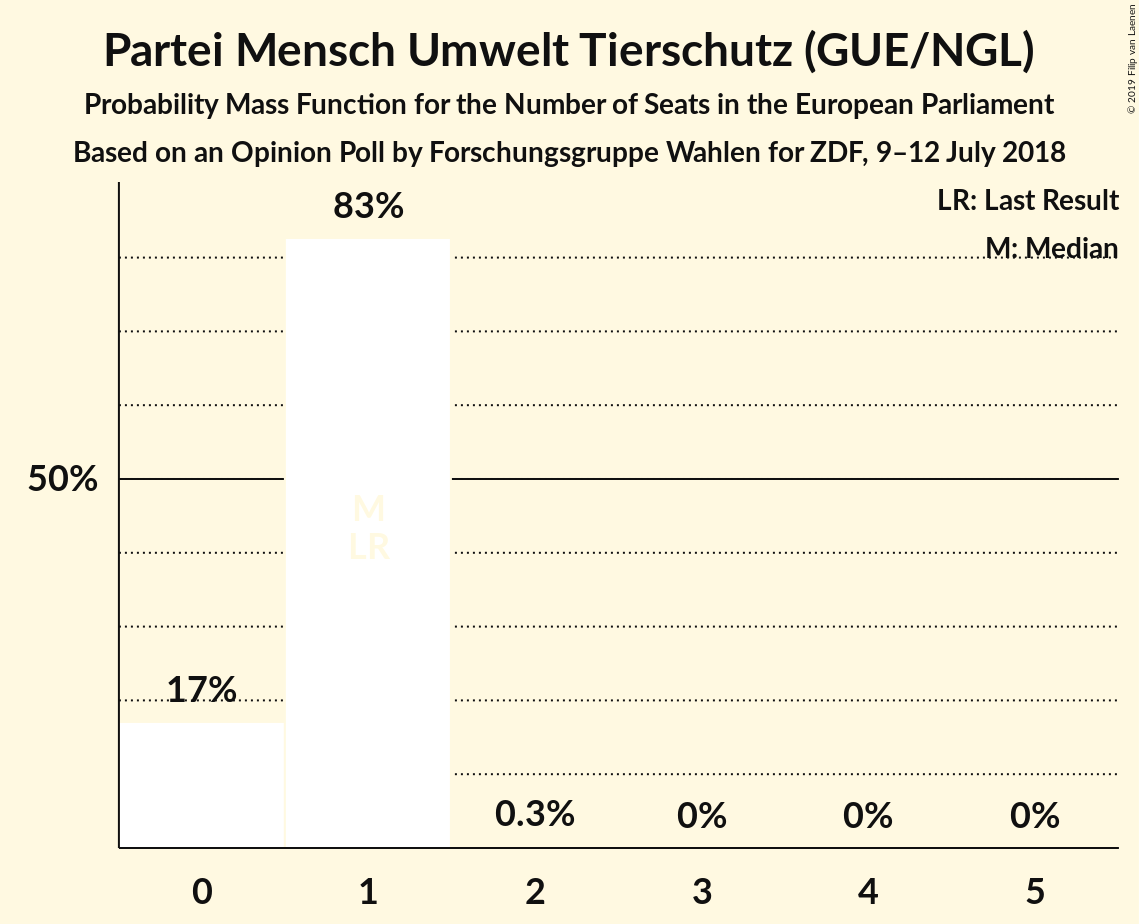 Partei Mensch Umwelt Tierschutz (GUE/NGL)
Probability Mass Function for the Number of Seats in the European Parliament
Based on an Opinion Poll by Forschungsgruppe Wahlen for ZDF, 9–12 July 2018
© 2019 Filip van Laenen
LR: Last Result
M: Median
83%
50%
M
LR
17%
0.3%
0%
0%
0%
0
1
2
3
4
5